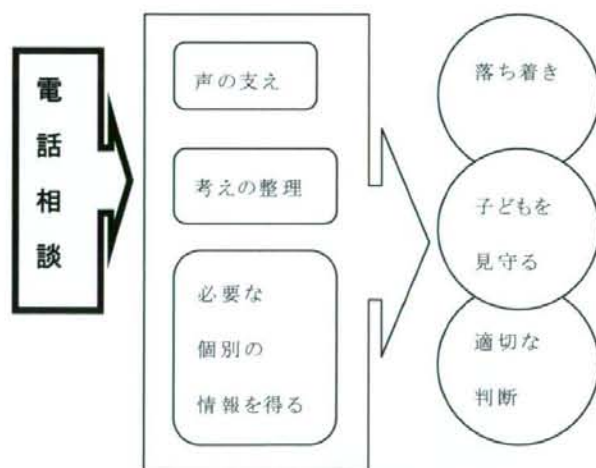 電話相談
声の支え
考えの整理
必要な
個別の
情報を得る
落ち着き
子どもを
見守る
適切な
判断